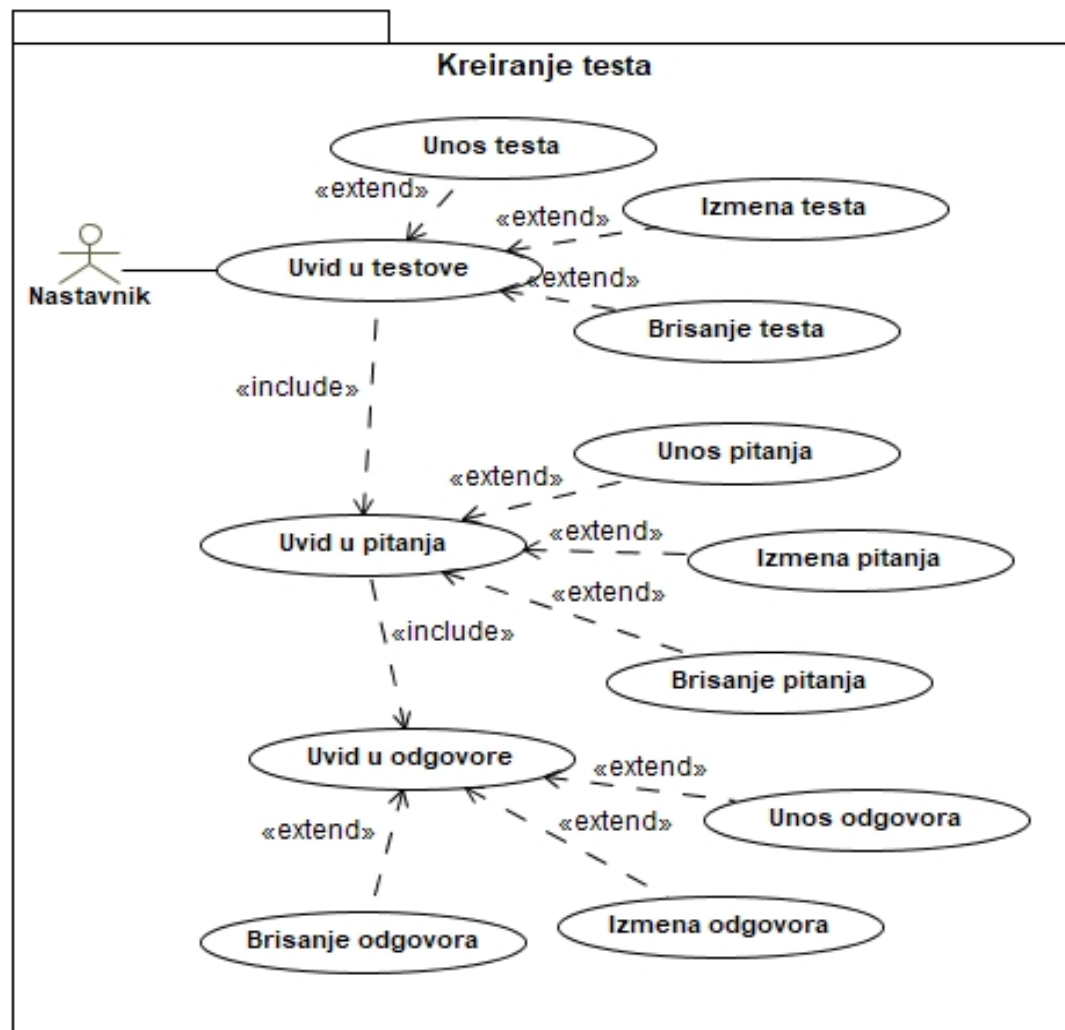 Kreiranje testa
Unos testa
«extend»
Izmena testa
«extend»
Uvid u testove
«extend»
Nastavnik
Brisanje testa
«include»
Unos pitanja
«extend»
«extend»
Uvid u pitanja
Izmena pitanja
«extend»
«include»
Brisanje pitanja
Uvid u odgovore
«extend»
Unos odgovora
«extend»
«extend»
Izmena odgovora
Brisanje odgovora